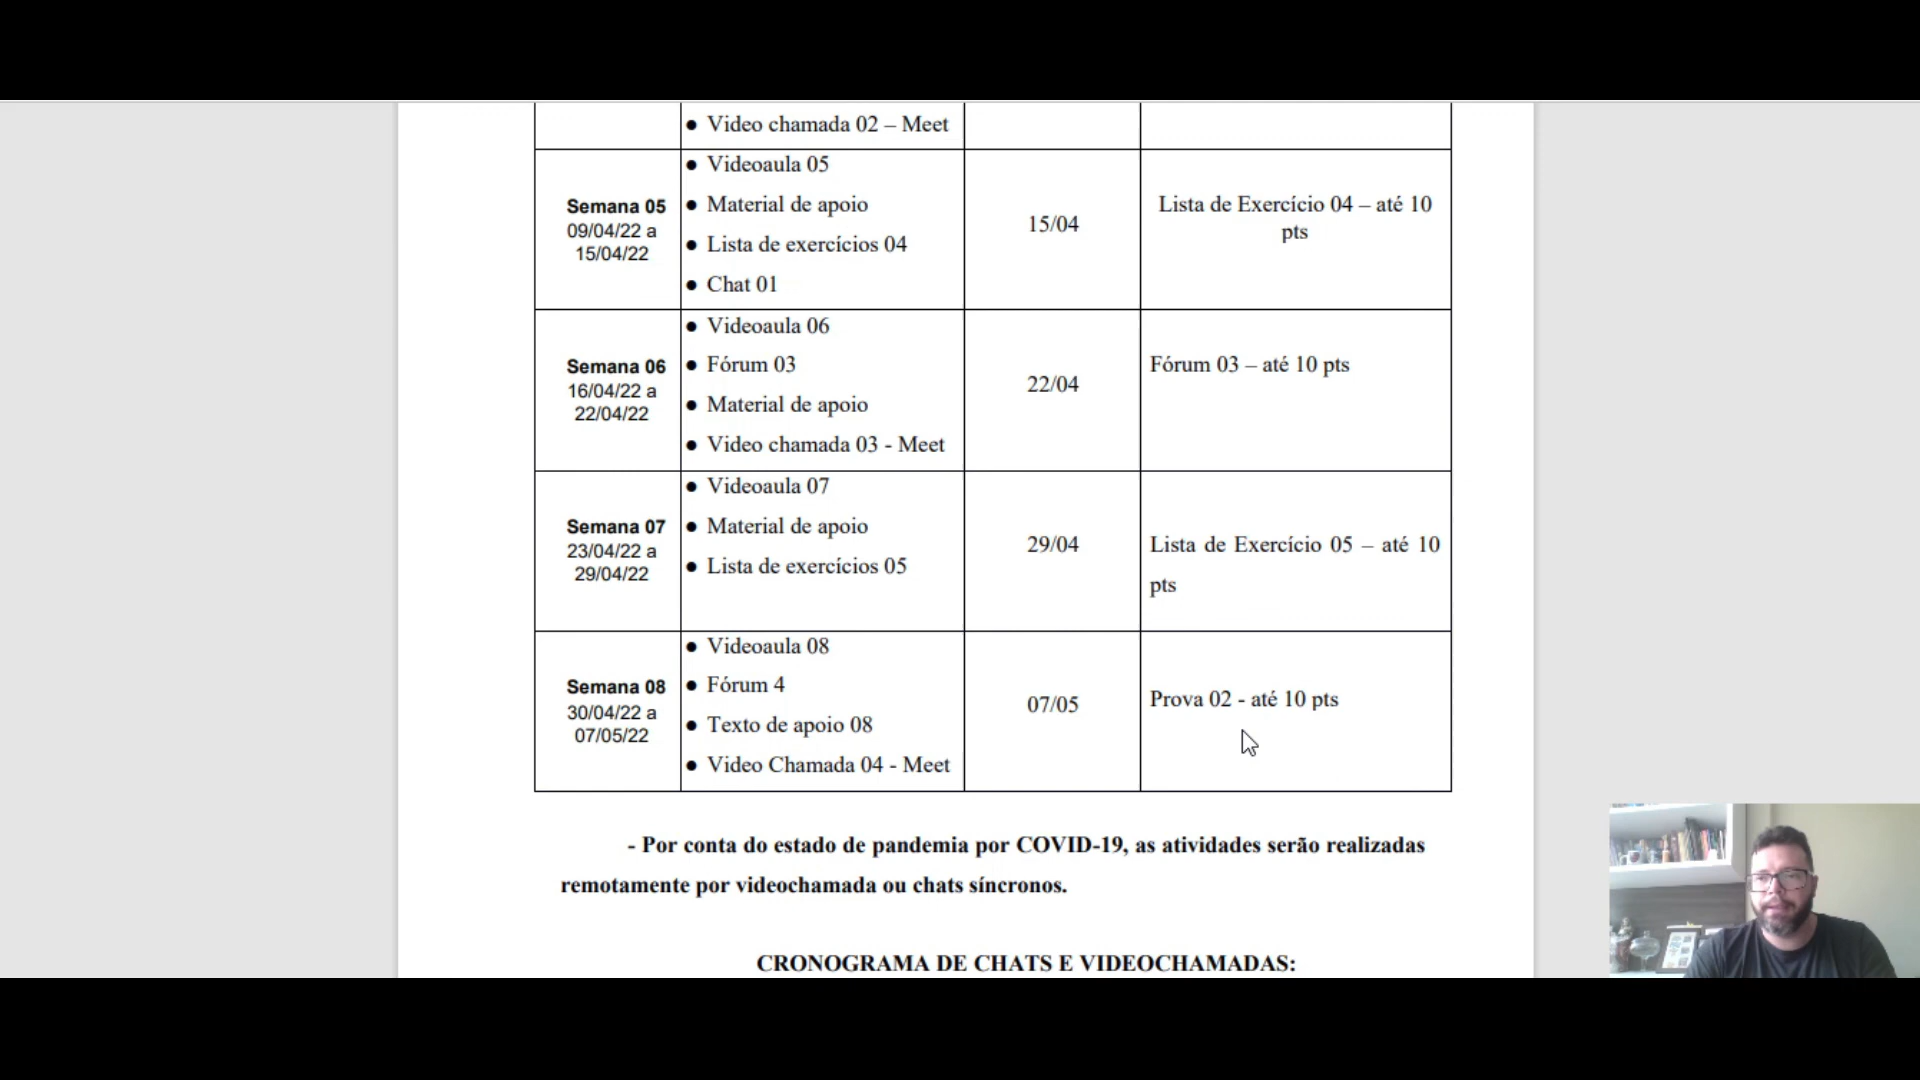 ● Video chamada 02 – Meet
Semana 05
09/04/22 a
15/04/22
● Videoaula 05
● Material de apoio
● Lista de exercícios 04
● Chat 01
15/04
Lista de Exercício 04 – até 10
pts
Semana 06
16/04/22 a
22/04/22
● Videoaula 06
● Fórum 03
● Material de apoio
● Video chamada 03 - Meet
22/04
Fórum 03 – até 10 pts
Semana 07
23/04/22 a
29/04/22
● Videoaula 07
● Material de apoio
● Lista de exercícios 05
29/04
Lista de Exercício 05 – até 10
pts
Semana 08
30/04/22 a
07/05/22
● Videoaula 08
● Fórum 4
● Texto de apoio 08
● Video Chamada 04 - Meet
07/05
Prova 02 - até 10 pts
- Por conta do estado de pandemia por COVID-19, as atividades serão realizadas
remotamente por videochamada ou chats síncronos.
CRONOGRAMA DE CHATS E VIDEOCHAMADAS: